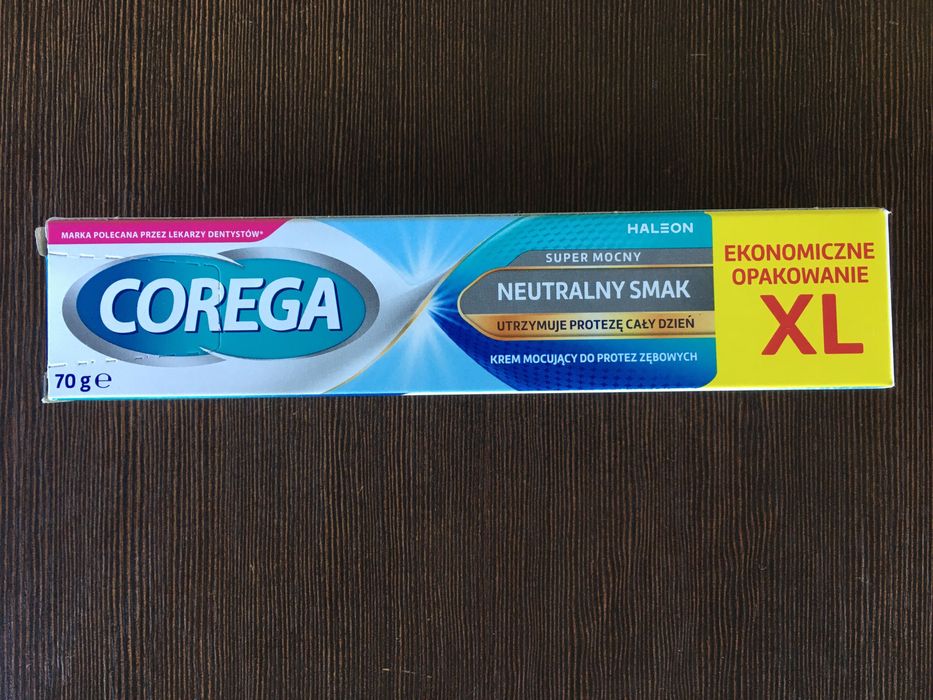 MARKA POLECANA PRZEZ LEKARZY DENTYSTÓW*
COREGA
70 g ℮
HALEON
SUPER MOCNY
NEUTRALNY SMAK
UTRZYMUJE PROTEZĘ CAŁY DZIEŃ
KREM MOCUJĄCY DO PROTEZ ZĘBOWYCH
EKONOMICZNE
OPAKOWANIE
XL